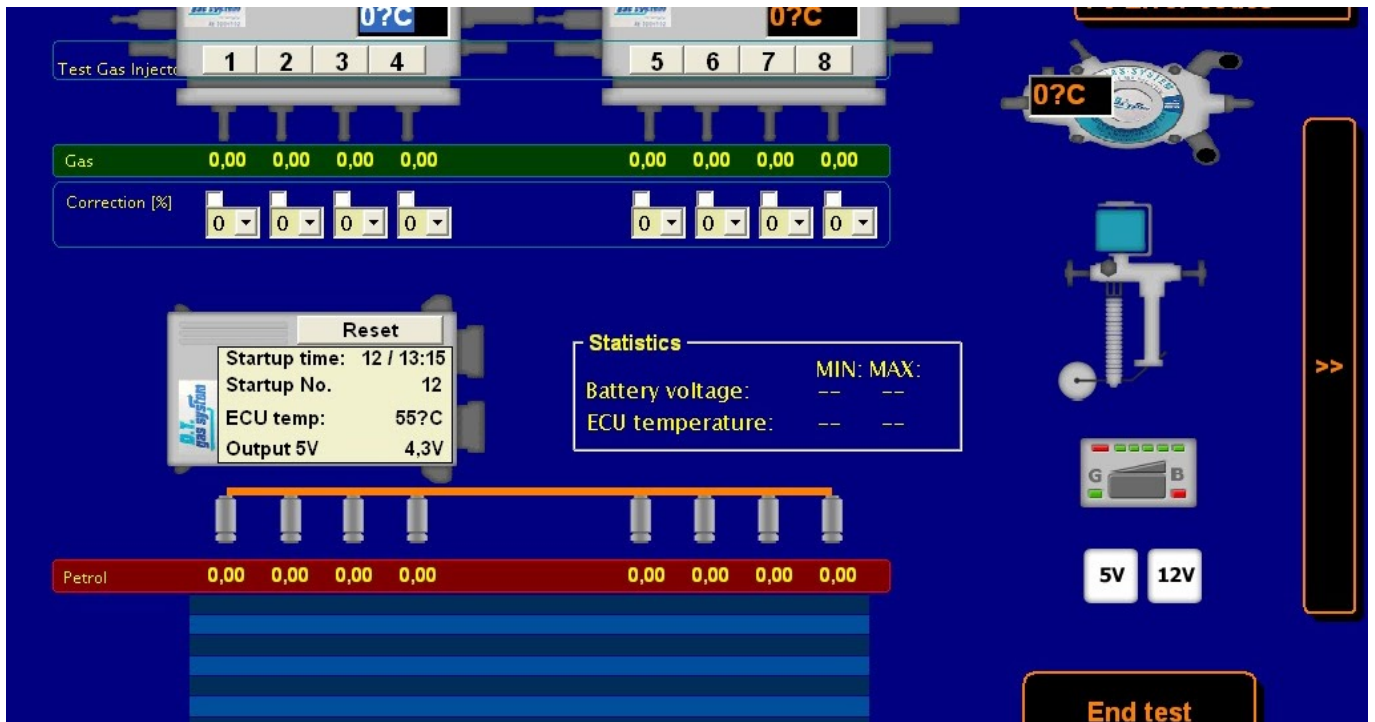 0?C 0?C
Test Gas Injecto 1 2 3 4 5 6 7 8
0?C
Gas 0,00 0,00 0,00 0,00 0,00 0,00 0,00 0,00
Correction [%]
0 0 0 0 0 0 0 0
Reset
Startup time: 12 / 13:15
Startup No. 12
ECU temp: 55?C
Output 5V 4,3V
gas system
Statistics
MIN: MAX:
Battery voltage: -- --
ECU temperature: -- --
>>
G B
Petrol 0,00 0,00 0,00 0,00 0,00 0,00 0,00 0,00
5V 12V
End test